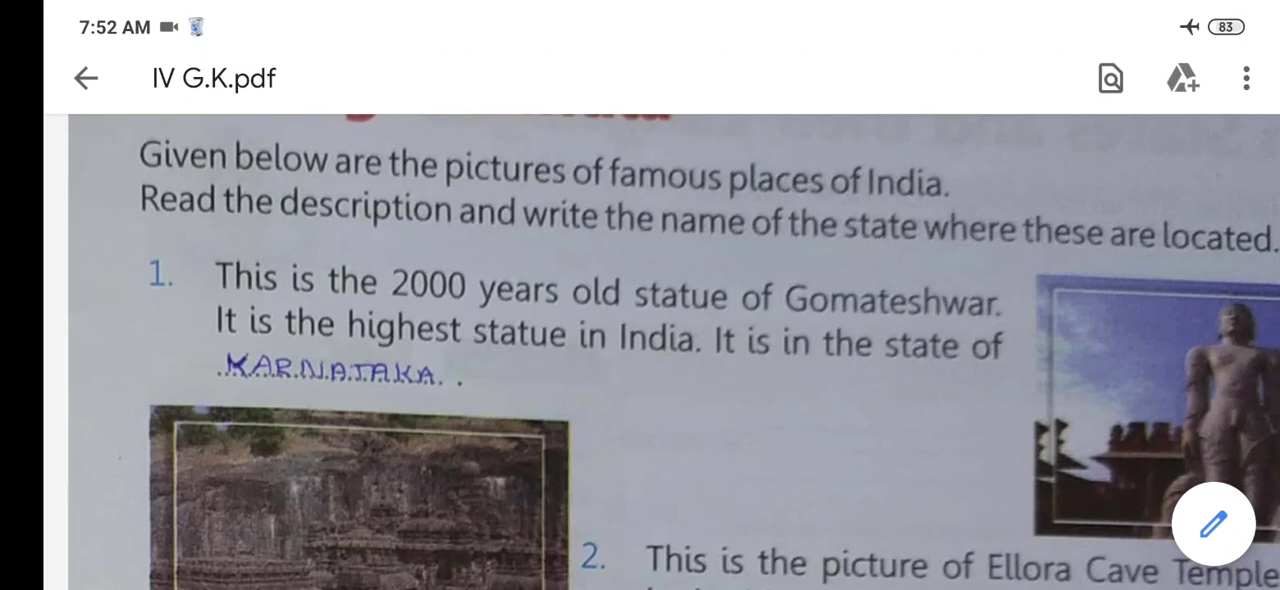 7:52 AM
83
IV G.K.pdf
Given below are the pictures of famous places of India.
Read the description and write the name of the state where these are located.
1. This is the 2000 years old statue of Gomateshwar.
It is the highest statue in India. It is in the state of
.KARNATAKA. .
2. This is the picture of Ellora Cave Temple